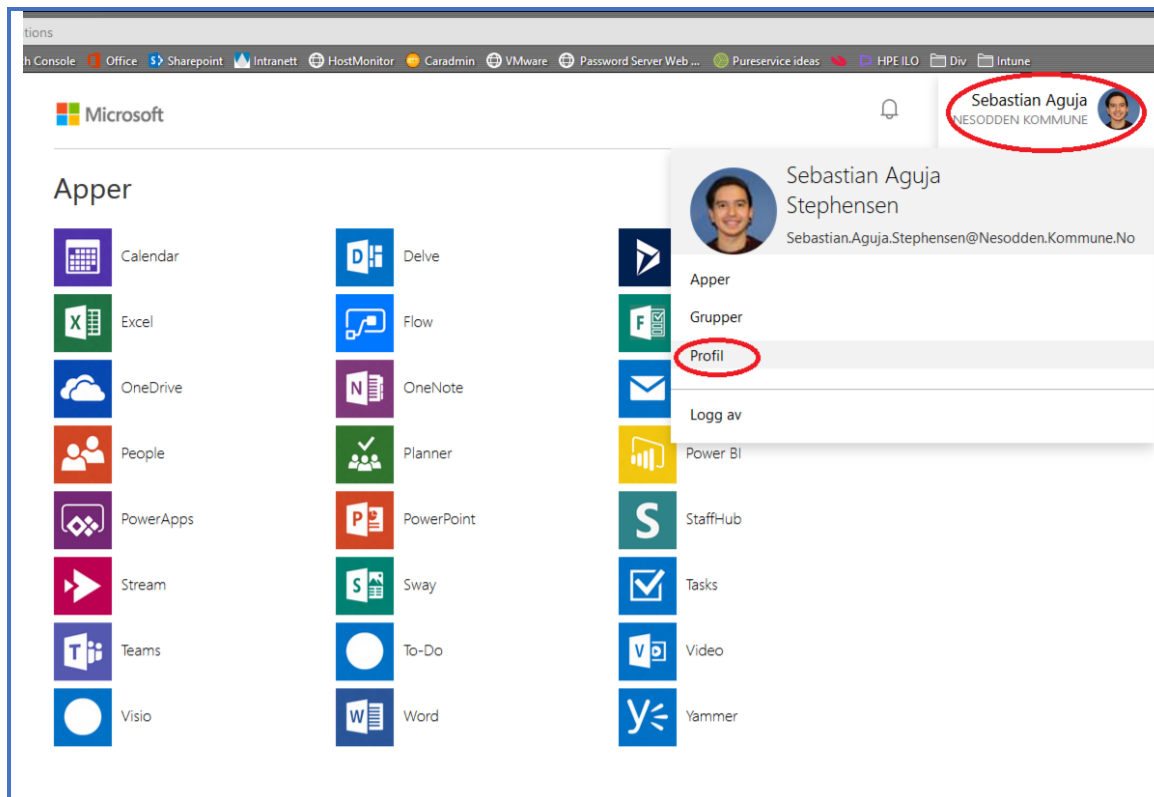 tions
h Console Office Sharepoint Intranett HostMonitor Caradmin VMware Password Server Web ... Pureservice ideas HPE ILO Div Intune
Microsoft
Sebastian Aguja
NESODDEN KOMMUNE
Sebastian Aguja
Stephensen
Sebastian.Aguja.Stephensen@Nesodden.Kommune.No
Apper
Grupper
Profil
Logg av
Apper
Calendar Delve
Excel Flow
OneDrive OneNote
People Planner Power BI
PowerApps PowerPoint StaffHub
Stream Sway Tasks
Teams To-Do Video
Visio Word Yammer